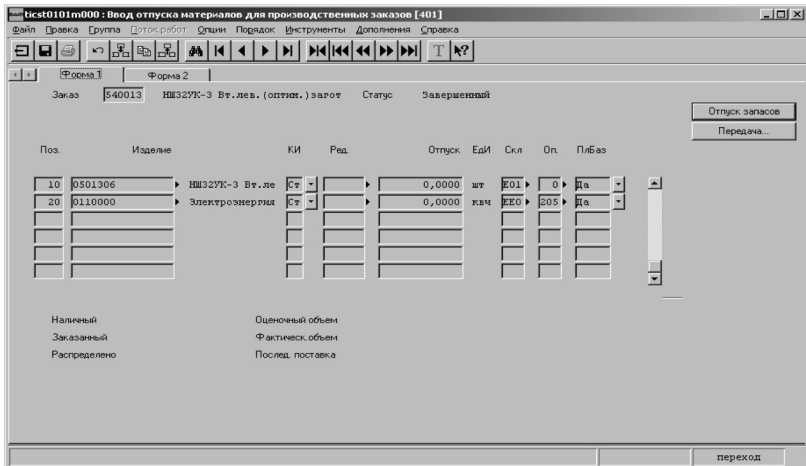 ticst0101m000 : Ввод отпуска материалов для производственных заказов [401]
Файл Правка Группа Поток работ Опции Порядок Инструменты Дополнения Справка
Форма 1 Форма 2
Заказ 540013 НШ32УК-3 Вт.лев.(оптим.)загот Статус Завершенный
Отпуск запасов
Передача...
Поз. Изделие КИ Ред. Отпуск ЕдИ Скл Оп. ПлБаз
10 0501306 НШ32УК-3 Вт.ле Ст 0,0000 шт E01 0 Да
20 0110000 Электроэнергия Ст 0,0000 квч EE0 205 Да
Наличный Оценочный объем
Заказанный Фактическ.объем
Распределено Послед. поставка
переход